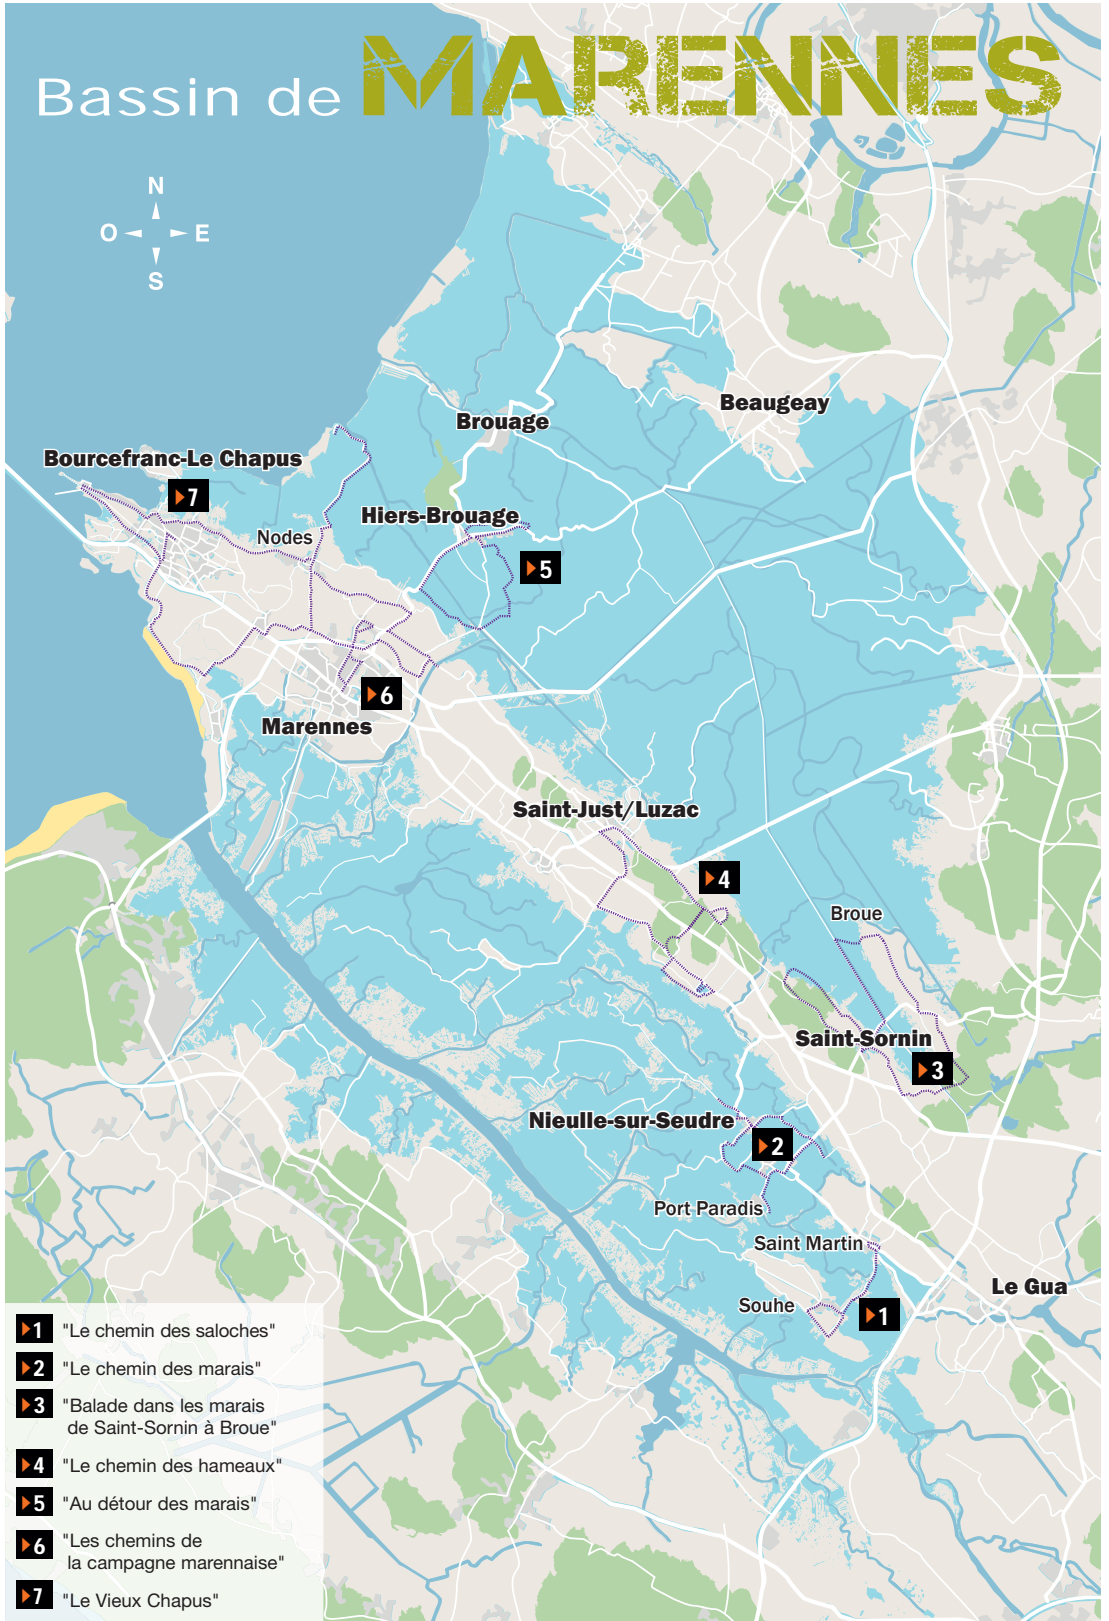 Bassin de MARENNES
N
O E
S
Beaugeay
Brouage
Bourcefranc-Le Chapus
7
Hiers-Brouage
Nodes
5
6
Marennes
Saint-Just/Luzac
4
Broue
Saint-Sornin
3
Nieulle-sur-Seudre
2
Port Paradis
Saint Martin
Le Gua
Souhe
1
1 "Le chemin des saloches"
2 "Le chemin des marais"
3 "Balade dans les marais
de Saint-Sornin à Broue"
4 "Le chemin des hameaux"
5 "Au détour des marais"
6 "Les chemins de
la campagne marennaise"
7 "Le Vieux Chapus"